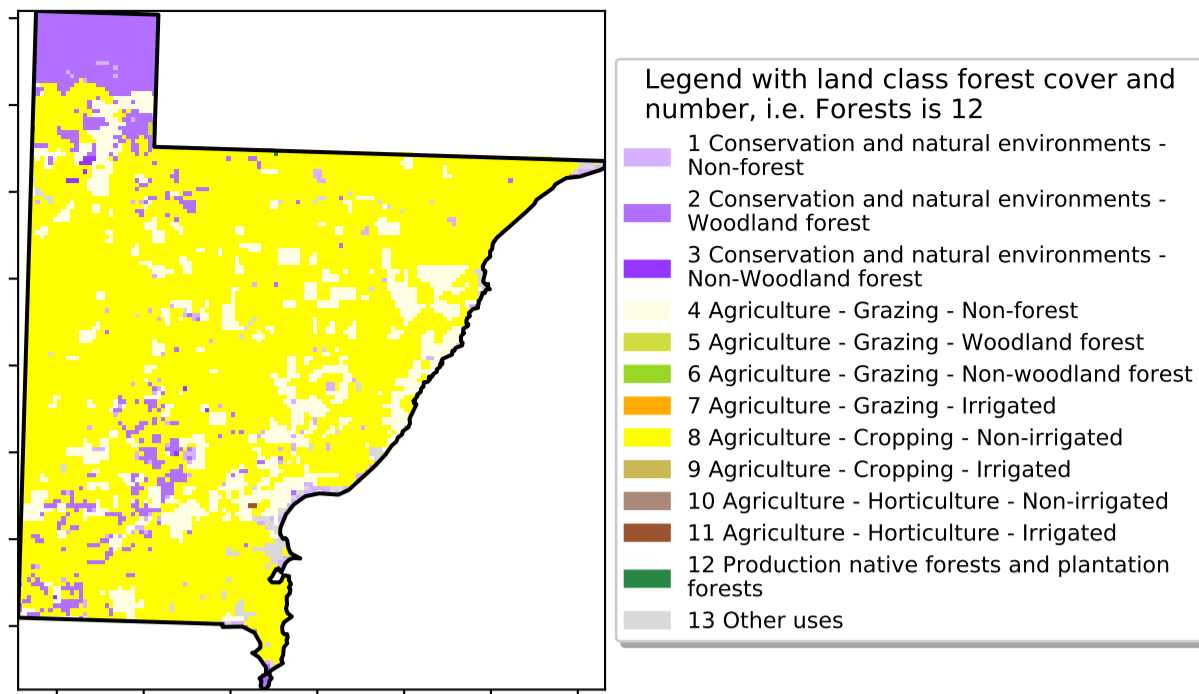 Legend with land class forest cover and
number, i.e. Forests is 12
1 Conservation and natural environments -
Non-forest
2 Conservation and natural environments -
Woodland forest
3 Conservation and natural environments -
Non-Woodland forest
4 Agriculture - Grazing - Non-forest
5 Agriculture - Grazing - Woodland forest
6 Agriculture - Grazing - Non-woodland forest
7 Agriculture - Grazing - Irrigated
8 Agriculture - Cropping - Non-irrigated
9 Agriculture - Cropping - Irrigated
10 Agriculture - Horticulture - Non-irrigated
11 Agriculture - Horticulture - Irrigated
12 Production native forests and plantation
forests
13 Other uses